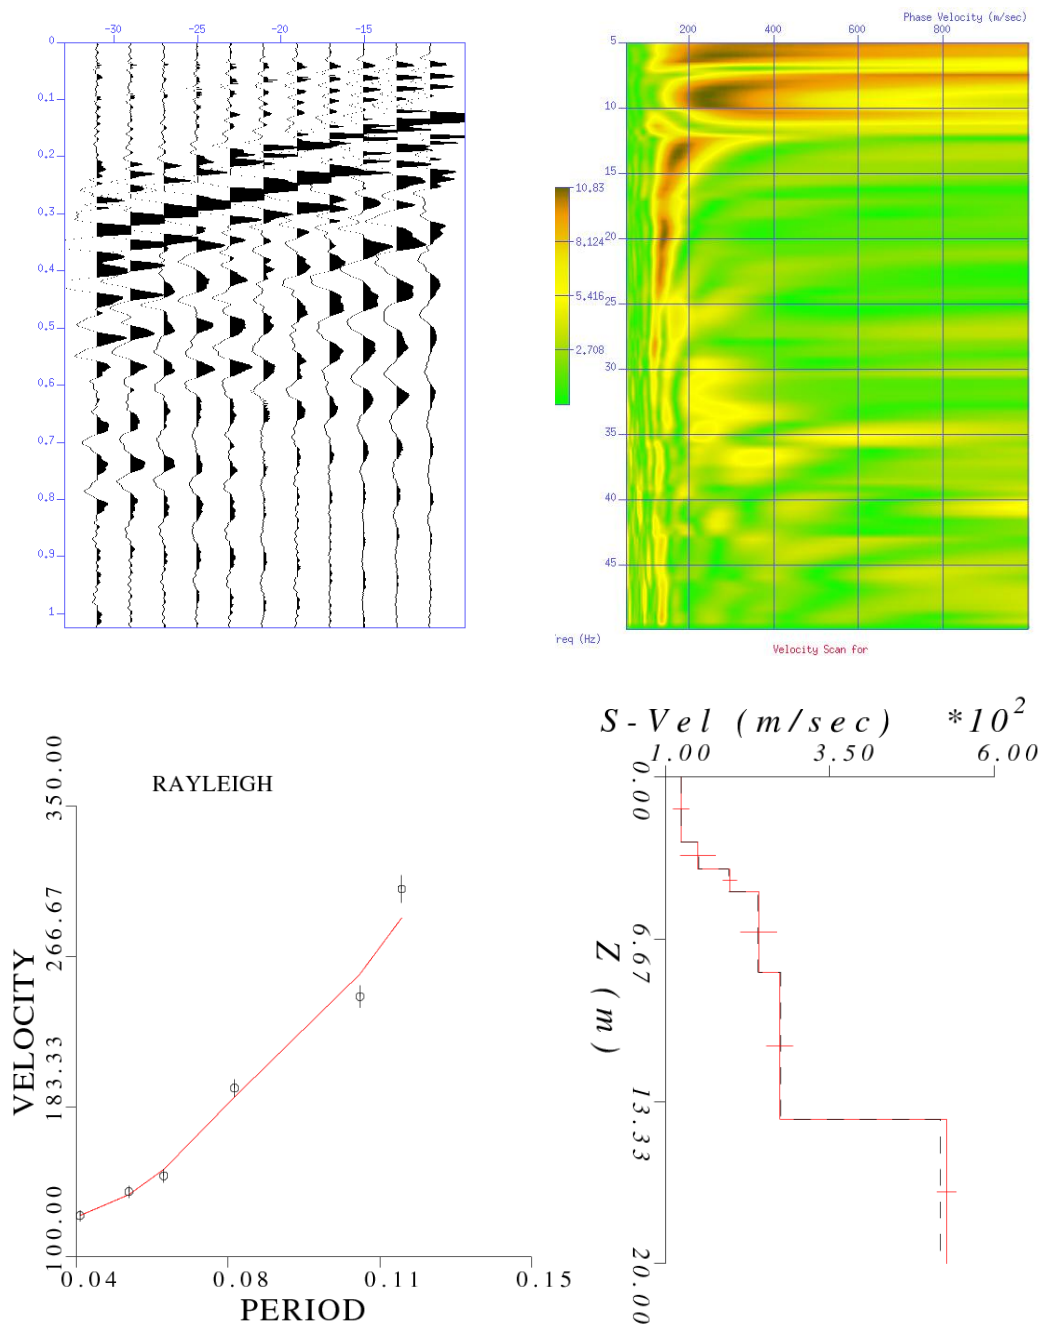 -30 -25 -20 -15
0
0.1
0.2
0.3
0.4
0.5
0.6
0.7
0.8
0.9
1
Phase Velocity (m/sec)
200 400 600 800
5
10
15
20
25
30
35
40
45
10,83
8,124
5,416
2,708
req (Hz)
Velocity Scan for
RAYLEIGH
VELOCITY
350.00
266.67
183.33
100.00
0.04 0.08 0.11 0.15
PERIOD
S-Vel (m/sec) *10²
1.00 3.50 6.00
Z (m)
0.00
6.67
13.33
20.00